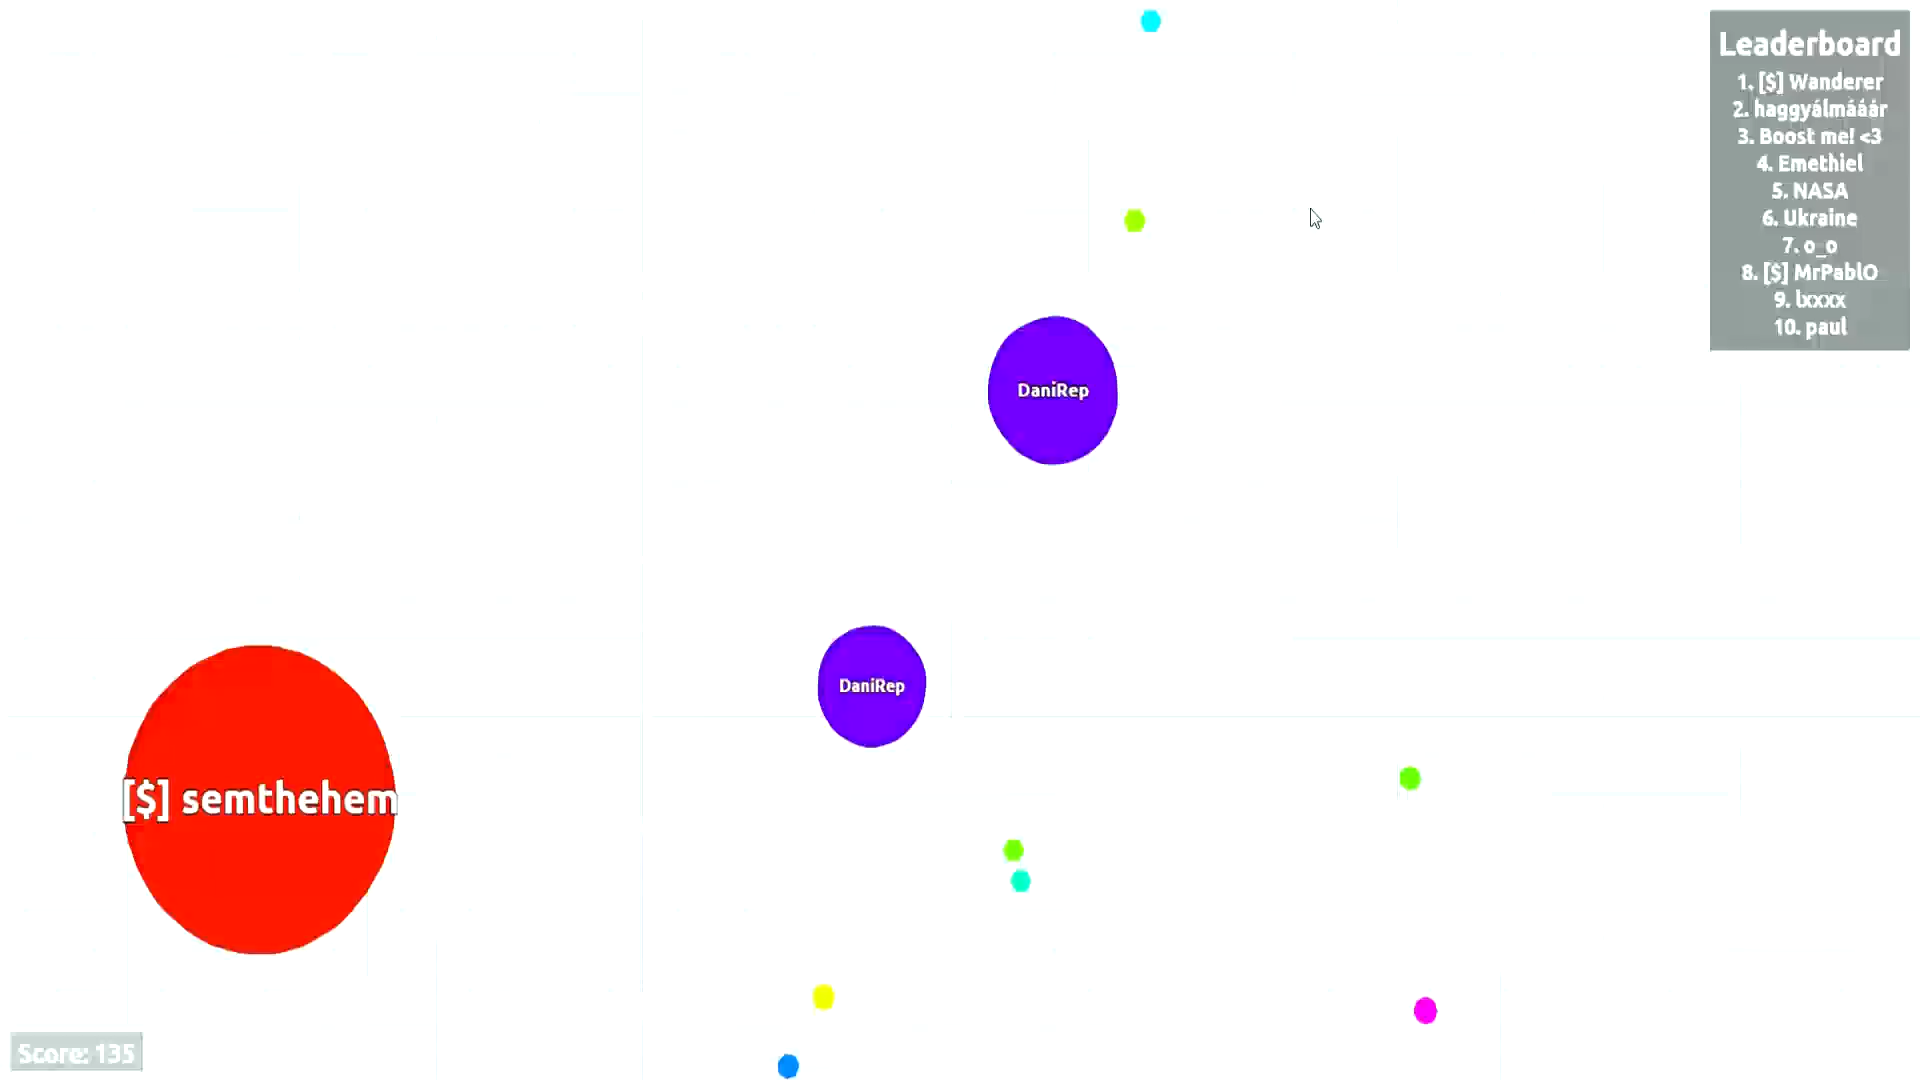 Leaderboard
1. [$] Wanderer
2. haggyálmááár
3. Boost me! <3
4. Emethiel
5. NASA
6. Ukraine
7. o_o
8. [$] MrPablO
9. lxxxx
10. paul
DaniRep
DaniRep
[$] semthehem
Score: 135